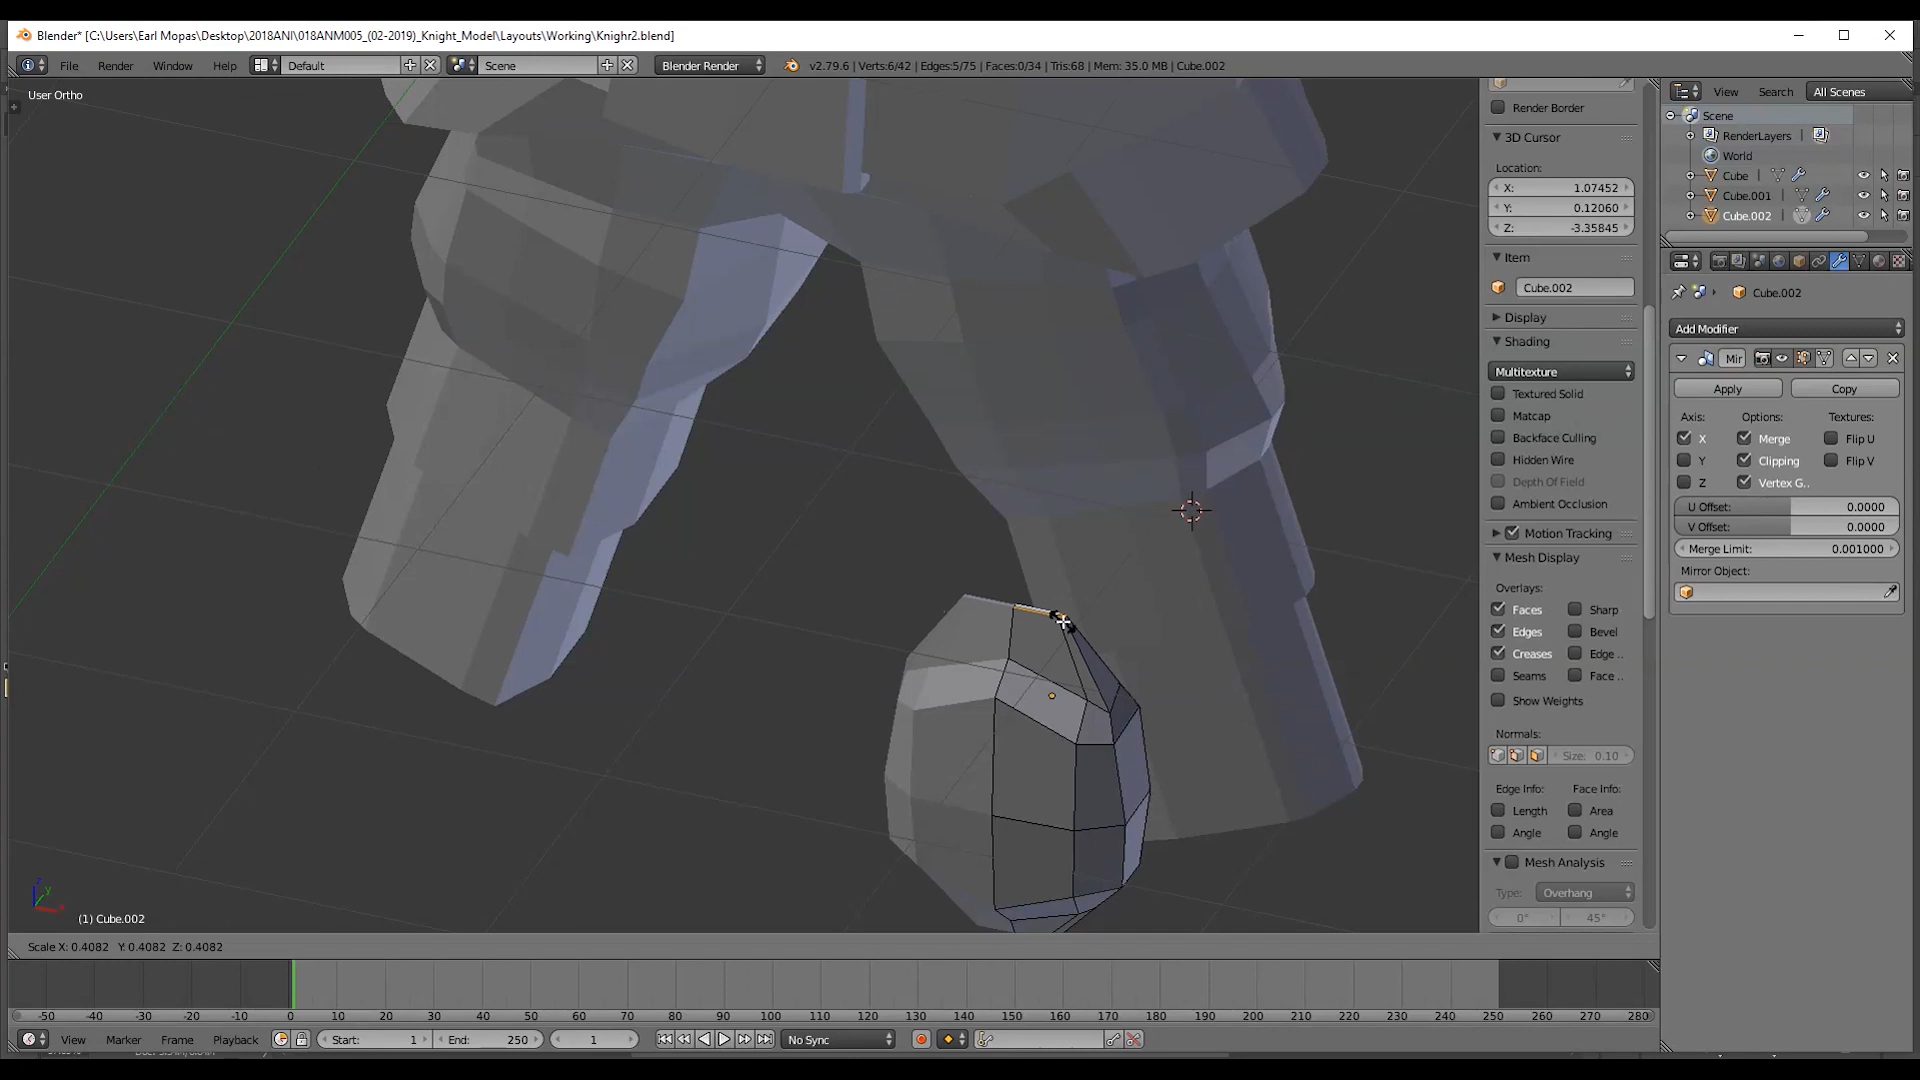 Blender* [C:\Users\Earl Mopas\Desktop\2018ANI\018ANM005_(02-2019)_Knight_Model\Layouts\Working\Knighr2.blend]
File Render Window Help Default Scene Blender Render v2.79.6 | Verts:6/42 | Edges:5/75 | Faces:0/34 | Tris:68 | Mem: 35.0 MB | Cube.002
User Ortho
Render Border
3D Cursor
Location:
X: 1.07452
Y: 0.12060
Z: -3.35845
Item
Cube.002
Display
Shading
Multitexture
Textured Solid
Matcap
Backface Culling
Hidden Wire
Depth Of Field
Ambient Occlusion
Motion Tracking
Mesh Display
Overlays:
Faces Sharp
Edges Bevel
Creases Edge ..
Seams Face ..
Show Weights
Normals:
Size: 0.10
Edge Info: Face Info:
Length Area
Angle Angle
Mesh Analysis
Type: Overhang
0° 45°
View Search All Scenes
Scene
RenderLayers
World
Cube
Cube.001
Cube.002
Cube.002
Add Modifier
Mir
Apply Copy
Axis: Options: Textures:
X Merge Flip U
Y Clipping Flip V
Z Vertex G..
U Offset: 0.0000
V Offset: 0.0000
Merge Limit: 0.001000
Mirror Object:
z
y
x
(1) Cube.002
Scale X: 0.4082 Y: 0.4082 Z: 0.4082
-50 -40 -30 -20 -10 0 10 20 30 40 50 60 70 80 90 100 110 120 130 140 150 160 170 180 190 200 210 220 230 240 250 260 270 280
View Marker Frame Playback Start: 1 End: 250 1 No Sync